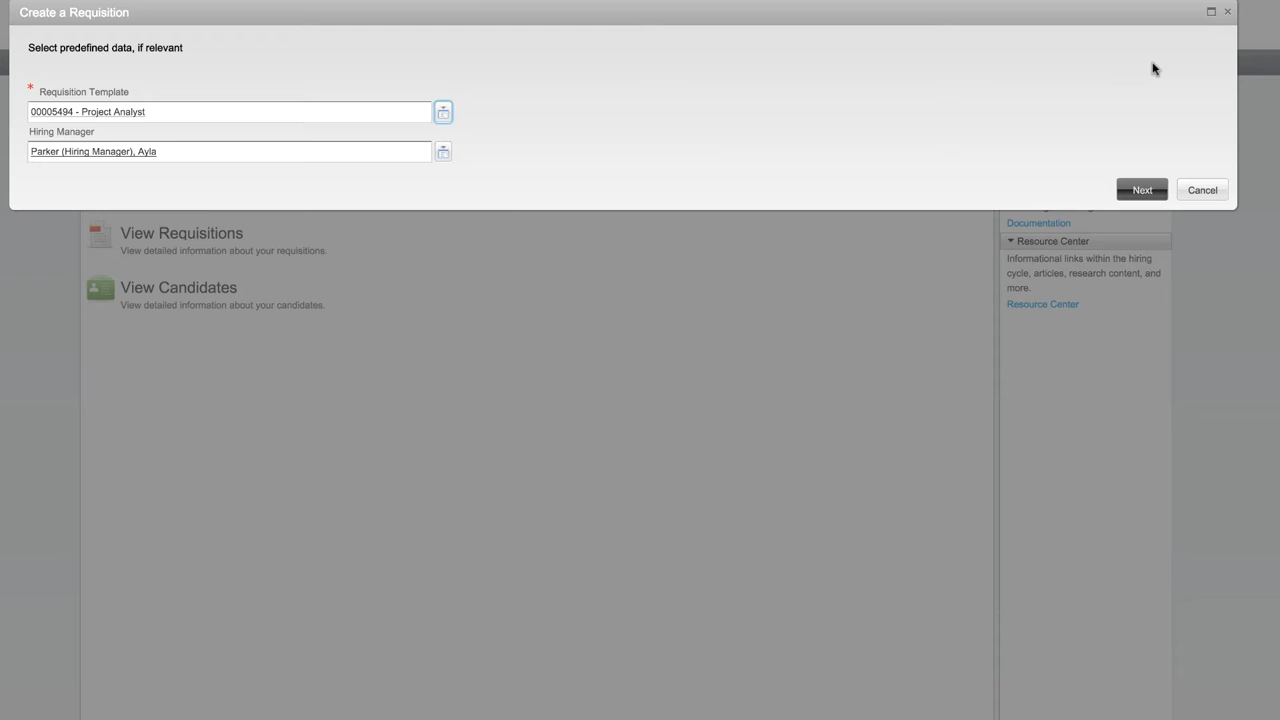 Create a Requisition
Select predefined data, if relevant
* Requisition Template
00005494 - Project Analyst
Hiring Manager
Parker (Hiring Manager), Ayla
Next
Cancel
View Requisitions
View detailed information about your requisitions.
View Candidates
View detailed information about your candidates.
Documentation
Resource Center
Informational links within the hiring
cycle, articles, research content, and
more.
Resource Center